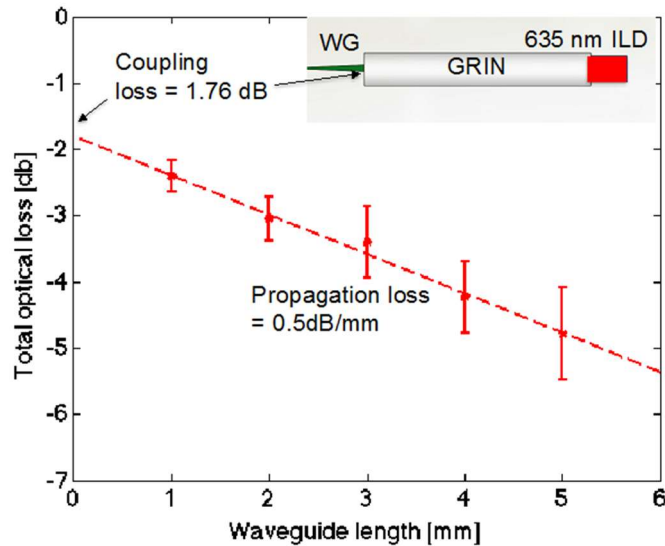 0
Coupling
loss = 1.76 dB
WG
635 nm ILD
GRIN
-1
-2
-3
-4
-5
-6
-7
Total optical loss [db]
Propagation loss
= 0.5dB/mm
0 1 2 3 4 5 6
Waveguide length [mm]